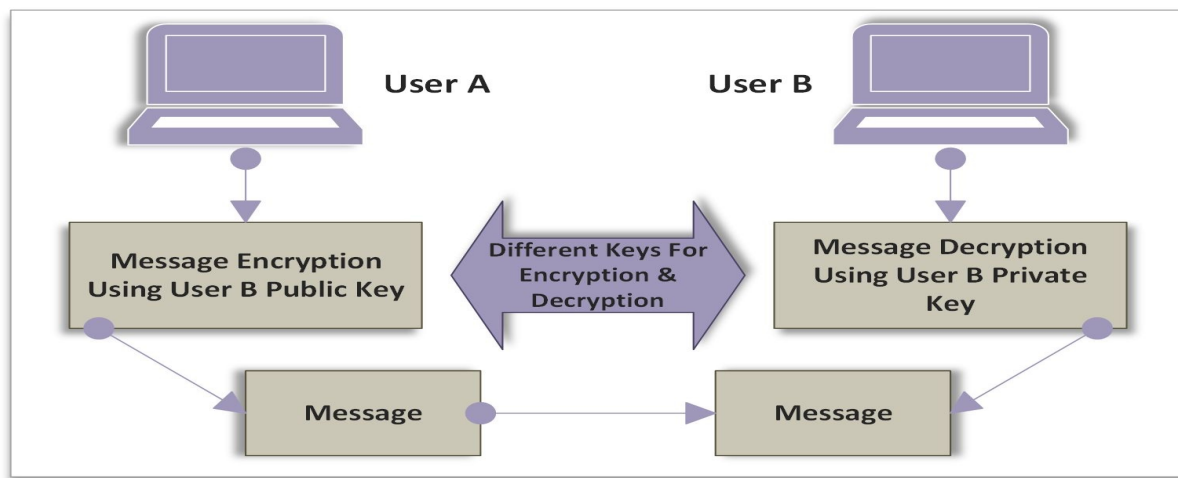 User A
User B
Message Encryption
Using User B Public Key
Different Keys For
Encryption &
Decryption
Message Decryption
Using User B Private
Key
Message
Message